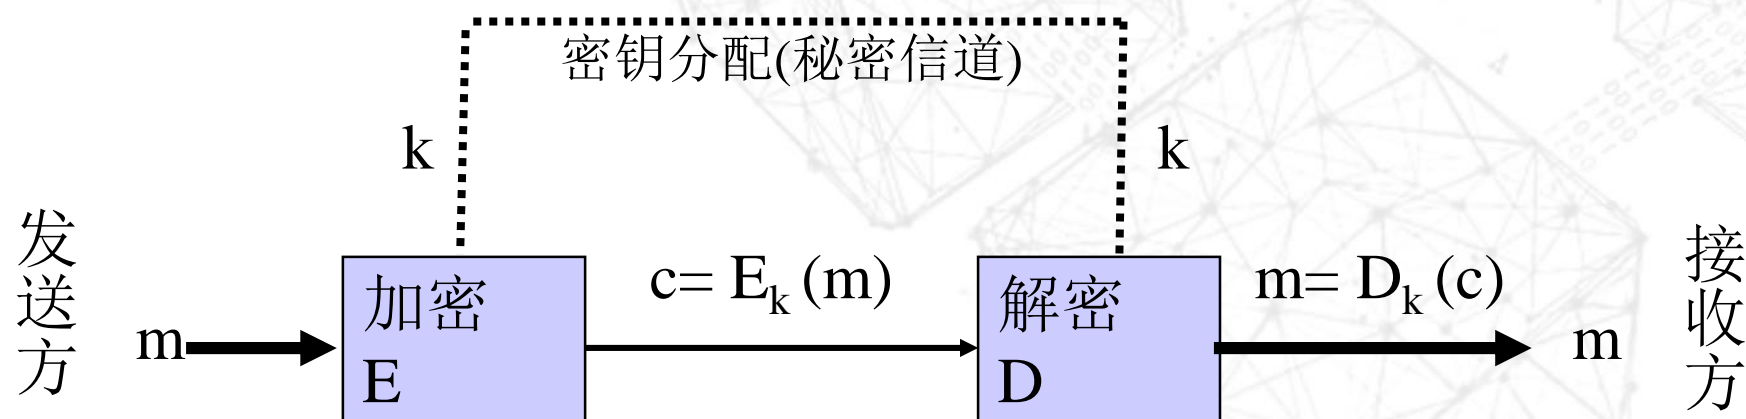 密钥分配(秘密信道)
k
k
发送方
m
加密
E
c= Eₖ (m)
解密
D
m= Dₖ (c)
m
接收方